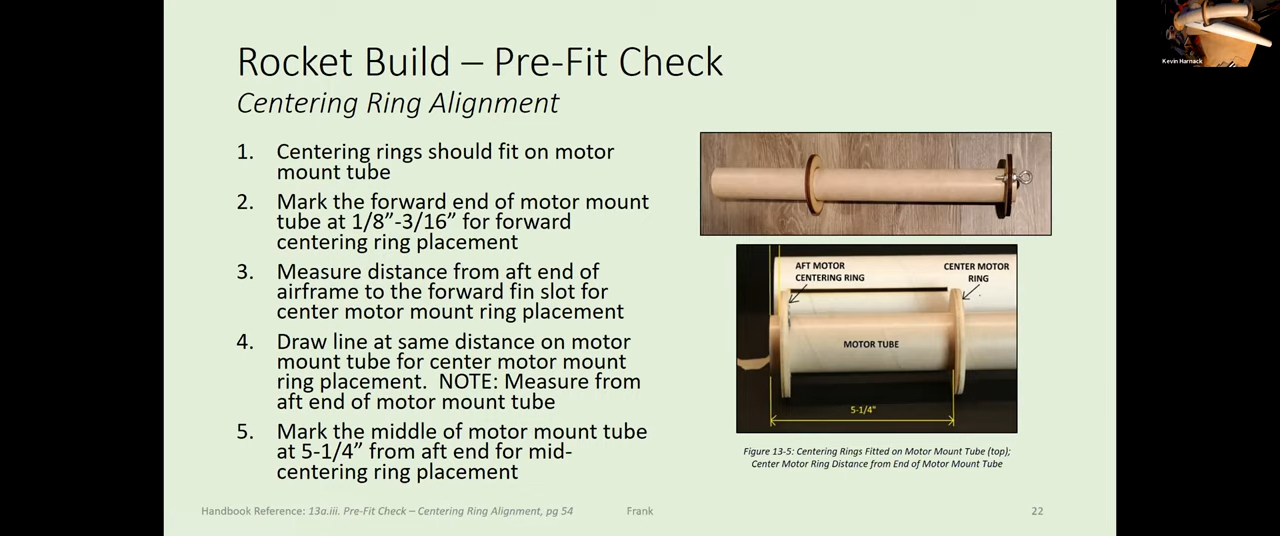 Rocket Build – Pre-Fit Check
Centering Ring Alignment
1. Centering rings should fit on motor
mount tube
2. Mark the forward end of motor mount
tube at 1/8”-3/16” for forward
centering ring placement
3. Measure distance from aft end of
airframe to the forward fin slot for
center motor mount ring placement
4. Draw line at same distance on motor
mount tube for center motor mount
ring placement.  NOTE: Measure from
aft end of motor mount tube
5. Mark the middle of motor mount tube
at 5-1/4” from aft end for mid-
centering ring placement
AFT MOTOR
CENTERING RING
CENTER MOTOR
RING
MOTOR TUBE
5-1/4"
Figure 13-5: Centering Rings Fitted on Motor Mount Tube (top);
Center Motor Ring Distance from End of Motor Mount Tube
Handbook Reference: 13a.iii. Pre-Fit Check – Centering Ring Alignment, pg 54
Frank
22
Kevin Harnack